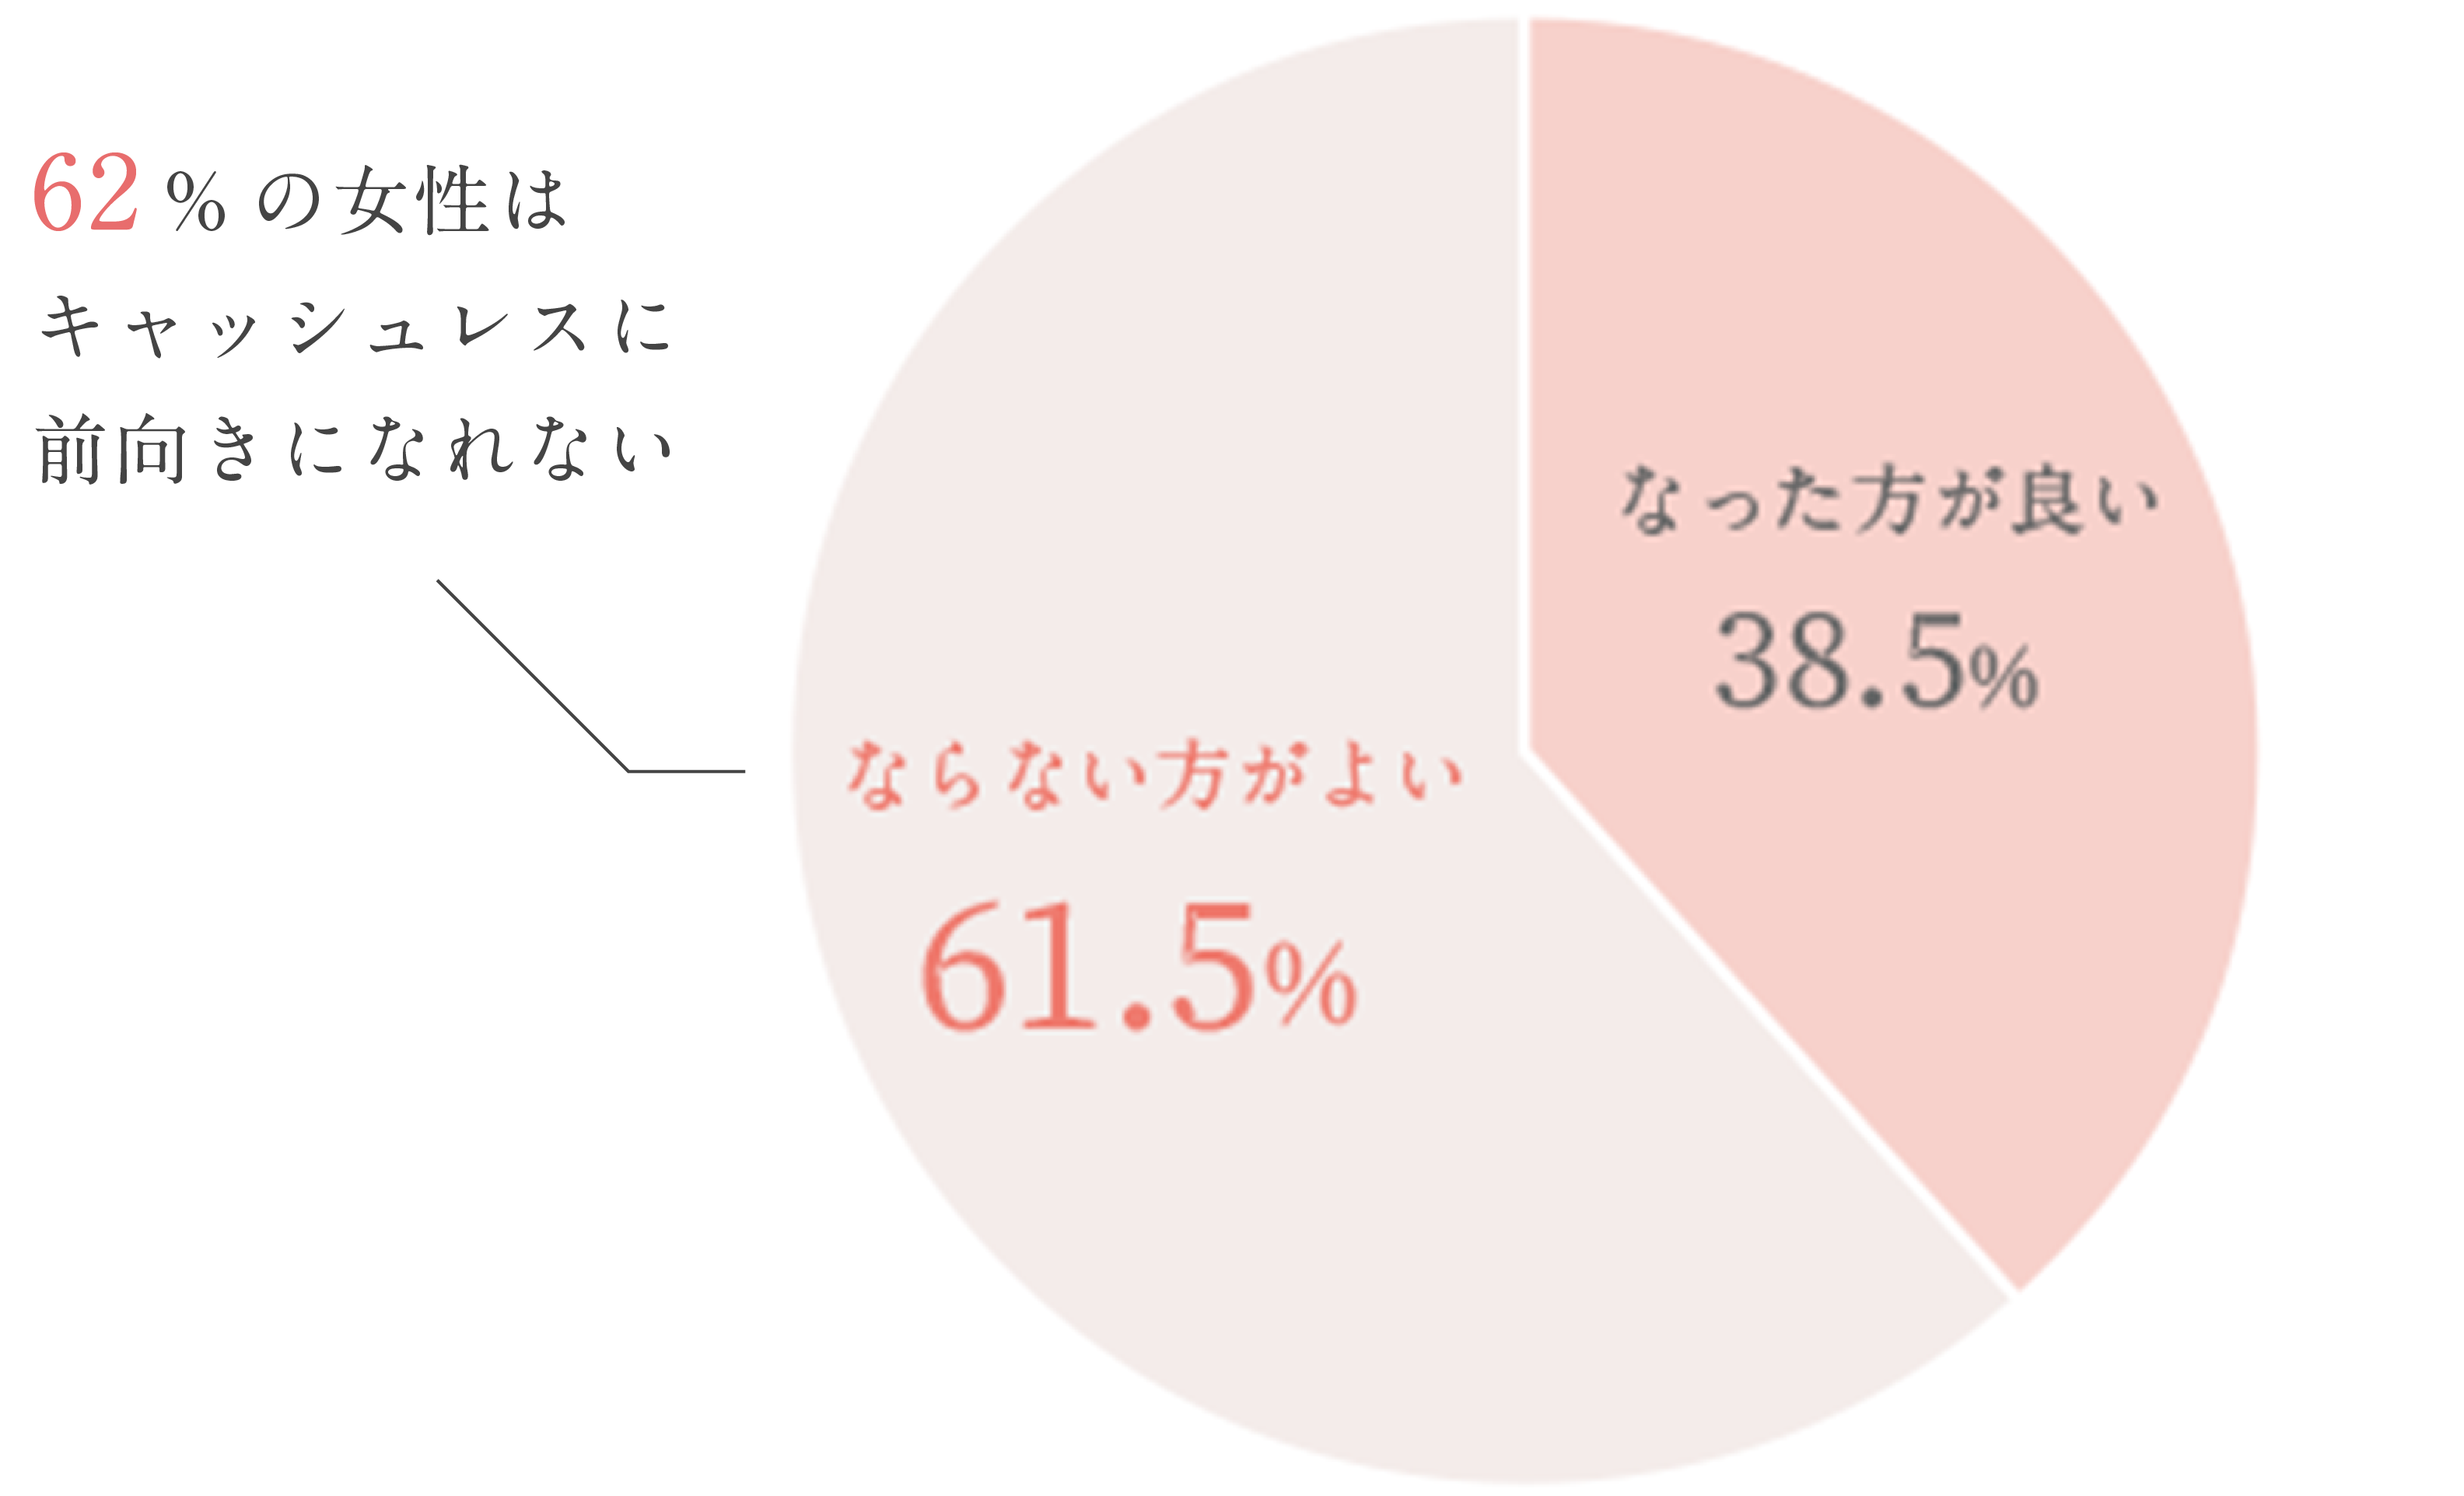 62%の女性は
キャッシュレスに
前向きになれない
なった方が良い
38.5%
ならない方がよい
61.5%